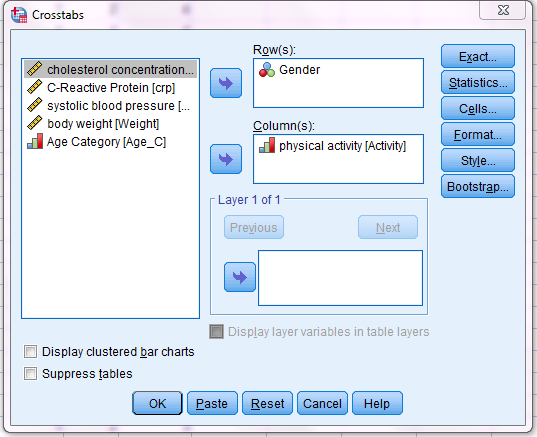 Crosstabs
cholesterol concentration...
C-Reactive Protein [crp]
systolic blood pressure [...
body weight [Weight]
Age Category [Age_C]
Row(s):
Gender
Column(s):
physical activity [Activity]
Layer 1 of 1
Previous
Next
Display layer variables in table layers
Exact...
Statistics...
Cells...
Format...
Style...
Bootstrap...
Display clustered bar charts
Suppress tables
OK
Paste
Reset
Cancel
Help